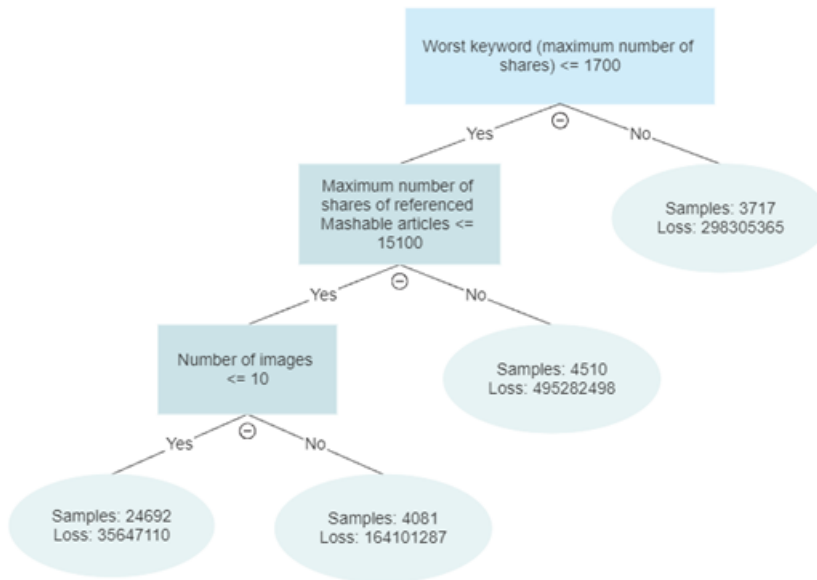 Worst keyword (maximum number of
shares) <= 1700
Yes
No
Maximum number of
shares of referenced
Mashable articles <=
15100
Samples: 3717
Loss: 298305365
Yes
No
Number of images
<= 10
Samples: 4510
Loss: 495282498
Yes
No
Samples: 24692
Loss: 35647110
Samples: 4081
Loss: 164101287